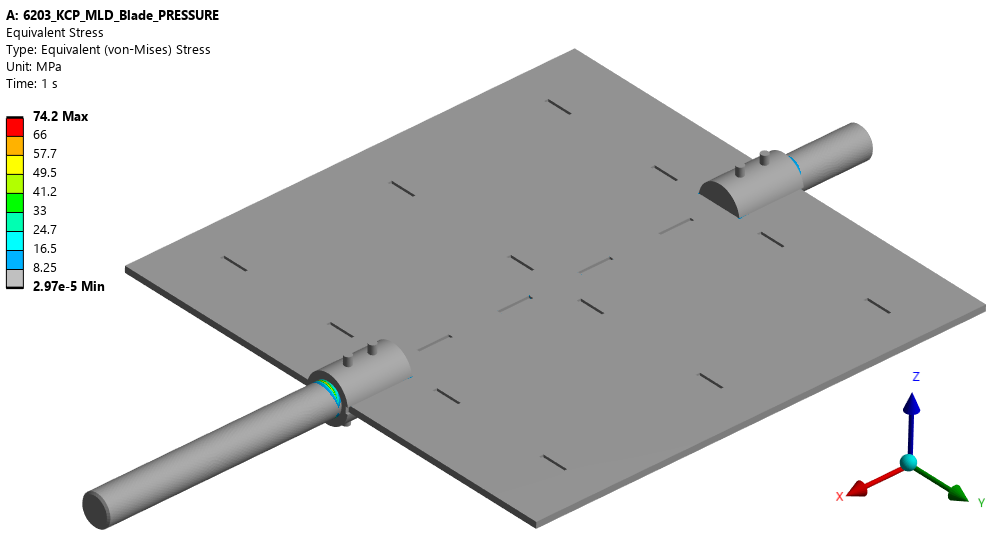 A: 6203_KCP_MLD_Blade_PRESSURE
Equivalent Stress
Type: Equivalent (von-Mises) Stress
Unit: MPa
Time: 1 s
74.2 Max
66
57.7
49.5
41.2
33
24.7
16.5
8.25
2.97e-5 Min
Z
X
Y